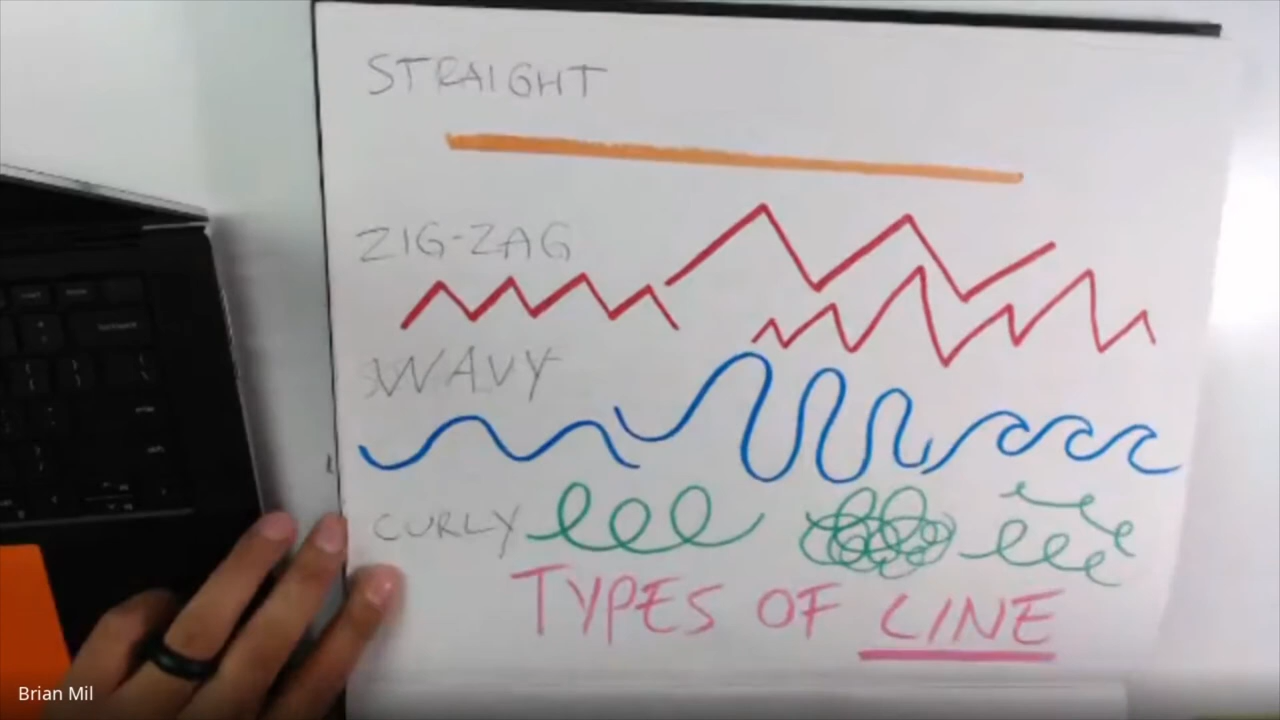 STRAIGHT
ZIG-ZAG
WAVY
CURLY
TYPES OF LINE
Brian Mil